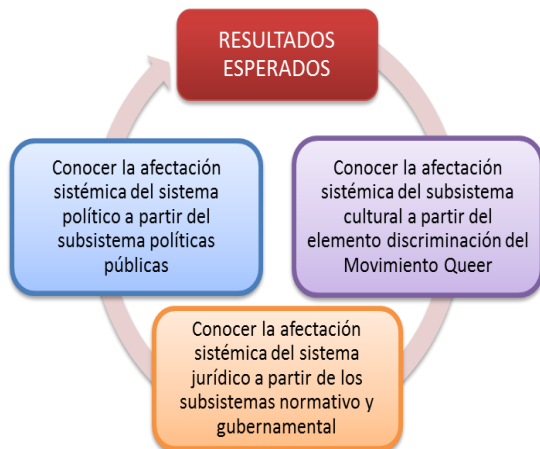 RESULTADOS
ESPERADOS
Conocer la afectación
sistémica del sistema
político a partir del
subsistema políticas
públicas
Conocer la afectación
sistémica del subsistema
cultural a partir del
elemento discriminación del
Movimiento Queer
Conocer la afectación
sistémica del sistema
jurídico a partir de los
subsistemas normativo y
gubernamental